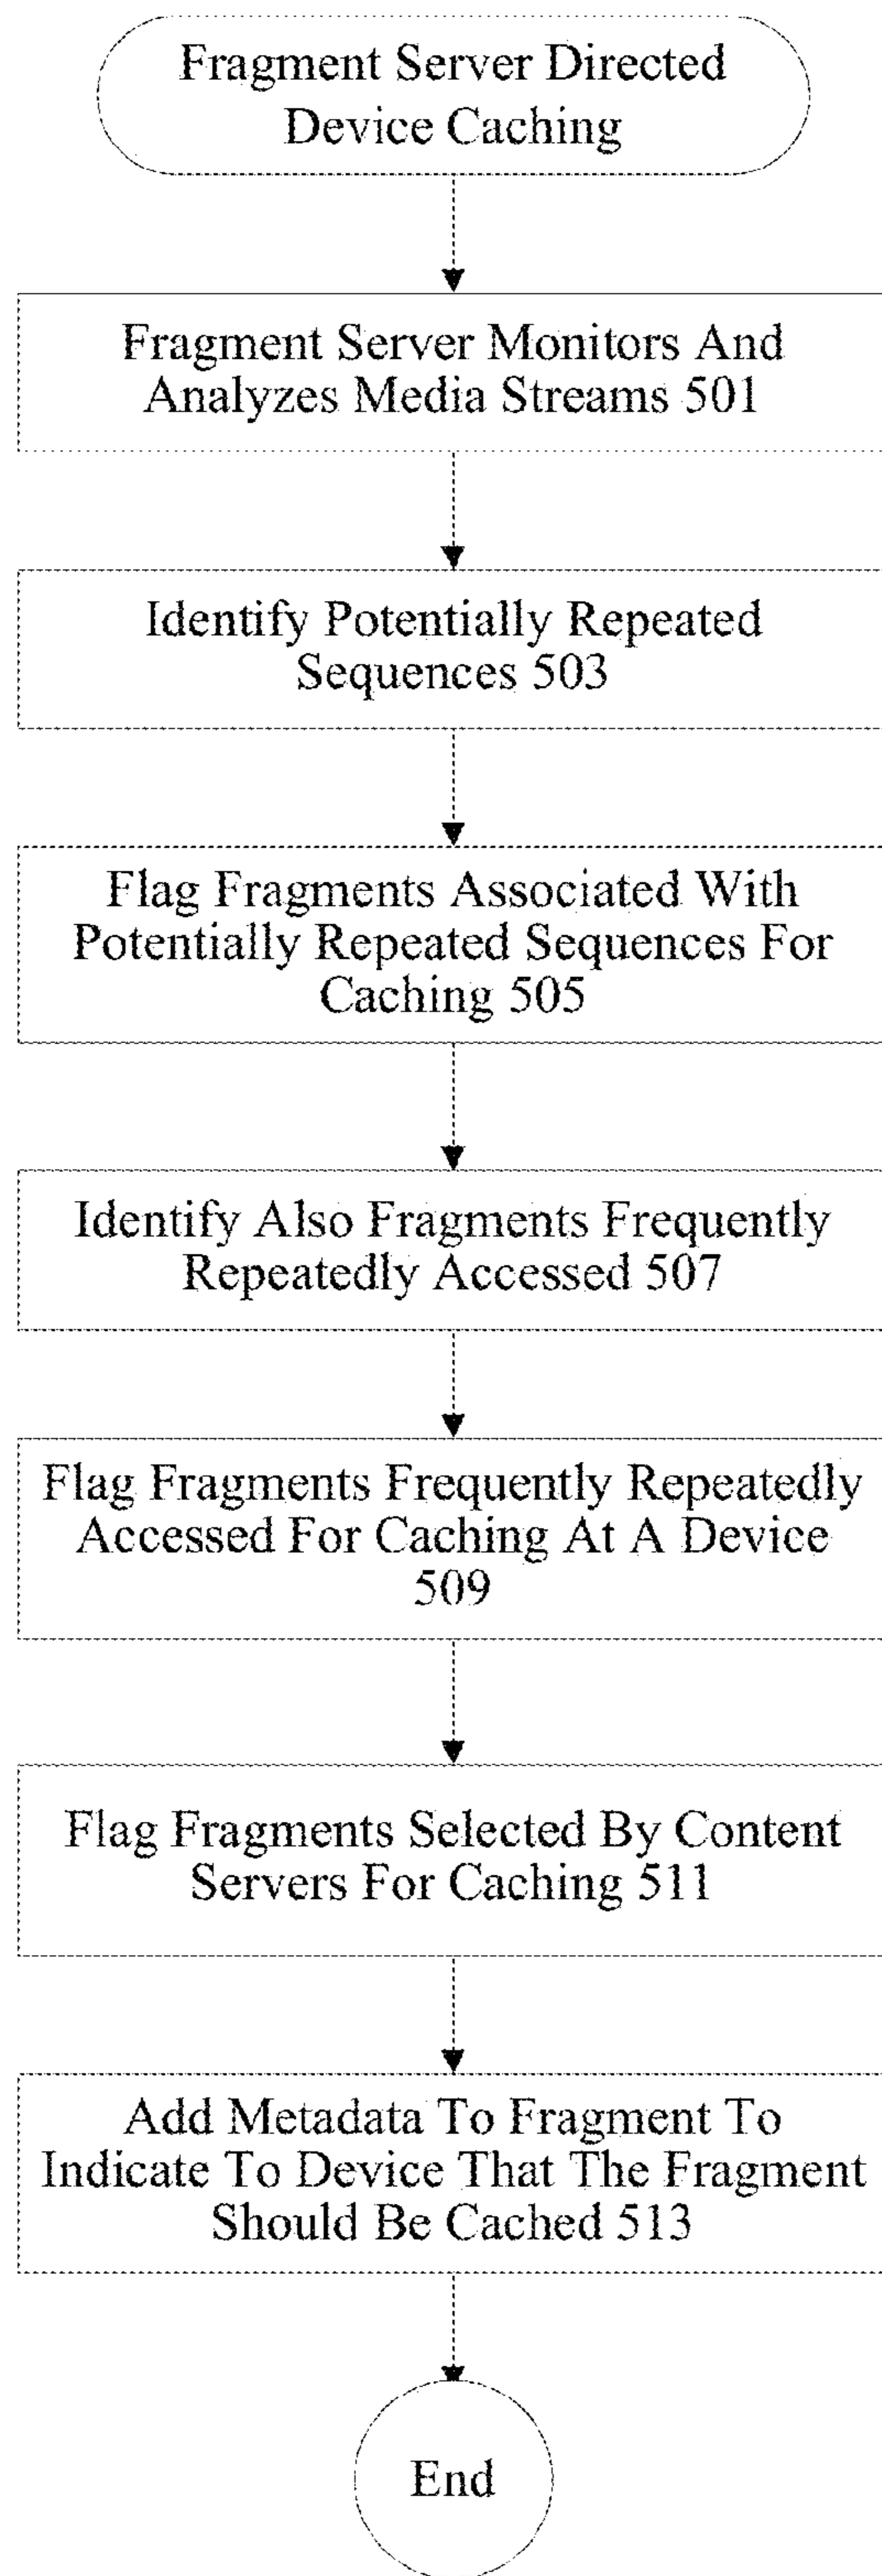 Fragment Server Directed
Device Caching
Fragment Server Monitors And
Analyzes Media Streams 501
Identify Potentially Repeated
Sequences 503
Flag Fragments Associated With
Potentially Repeated Sequences For
Caching 505
Identify Also Fragments Frequently
Repeatedly Accessed 507
Flag Fragments Frequently Repeatedly
Accessed For Caching At A Device
509
Flag Fragments Selected By Content
Servers For Caching 511
Add Metadata To Fragment To
Indicate To Device That The Fragment
Should Be Cached 513
End